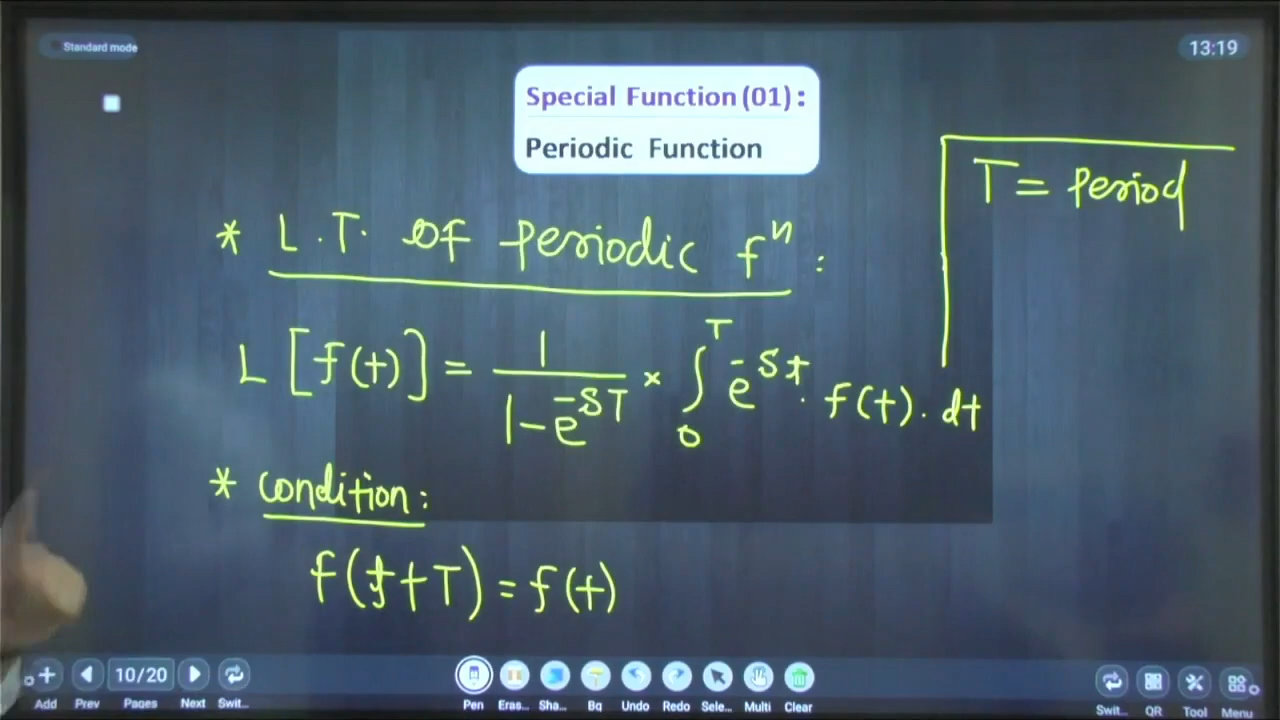 Standard mode
13:19
Special Function (01) :
Periodic Function
T = Period
* L.T. of periodic fⁿ :
L [f(t)] = 1/(1-e^{-ST}) × ∫₀ᵀ e^{-st} . f(t) . dt
* condition:
f(t+T) = f(t)
10/20
Add Prev Pages Next Swit... Pen Eras... Sha... Bq Undo Redo Sele... Multi Clear Swit... QR Tool Menu